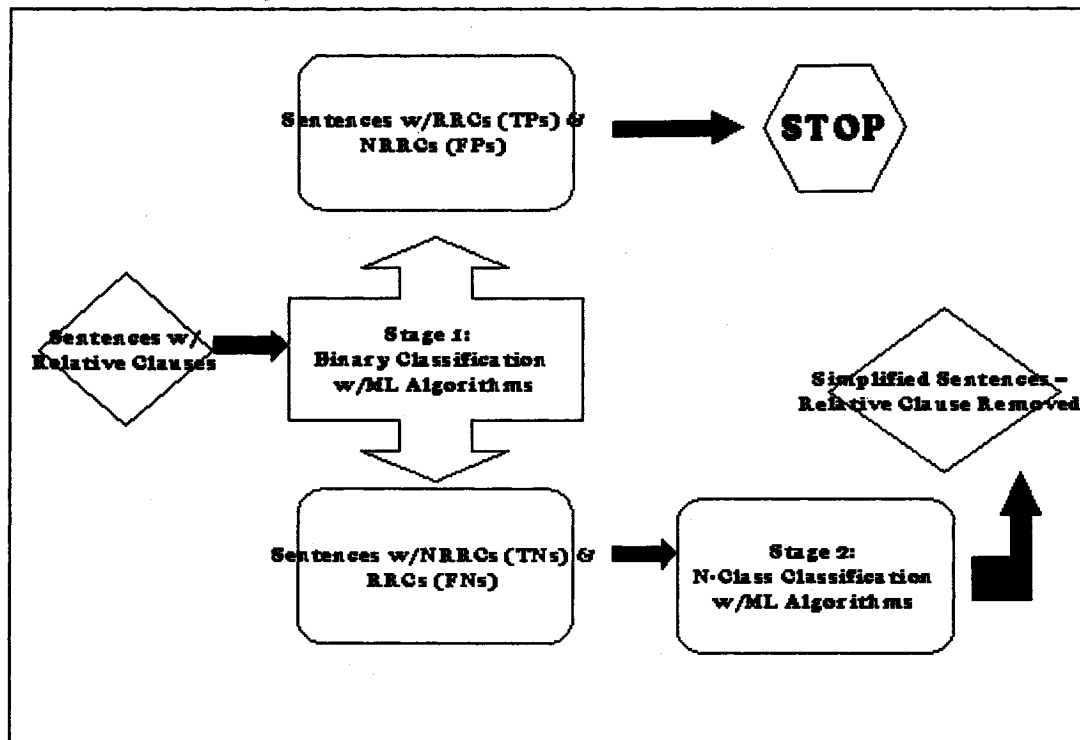 Sentences w/RRCs (TPs) &
NRRCs (FPs)
STOP
Sentences w/
Relative Clauses
Stage 1:
Binary Classification
w/ML Algorithms
Simplified Sentences –
Relative Clause Removed
Sentences w/NRRCs (TNs) &
RRCs (FNs)
Stage 2:
N-Class Classification
w/ML Algorithms